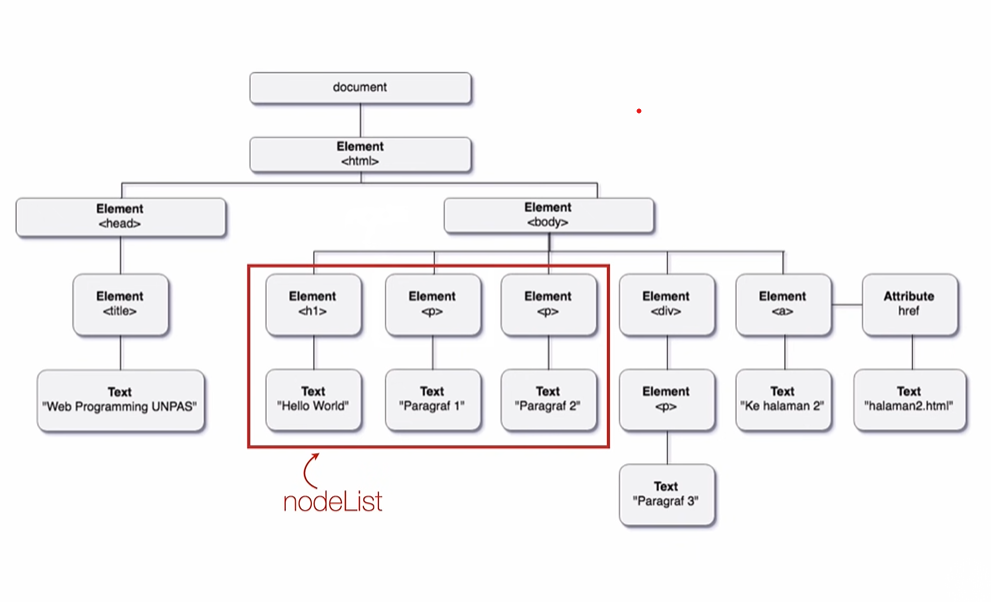 document
Element
<html>
Element
<head>
Element
<body>
Element
<title>
Element
<h1>
Element
<p>
Element
<p>
Element
<div>
Element
<a>
Attribute
href
Text
"Web Programming UNPAS"
Text
"Hello World"
Text
"Paragraf 1"
Text
"Paragraf 2"
Element
<p>
Text
"Ke halaman 2"
Text
"halaman2.html"
nodeList
Text
"Paragraf 3"